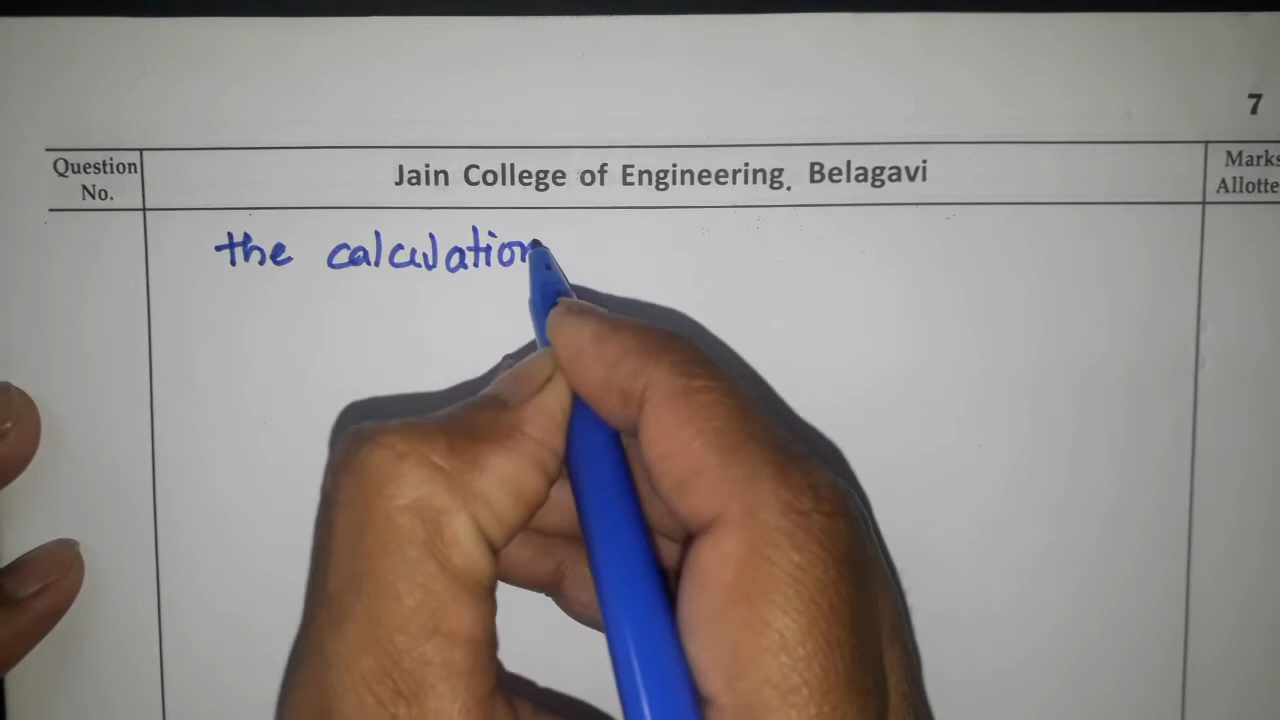 7
Question No.
Jain College of Engineering, Belagavi
Marks Allotte
the calculation